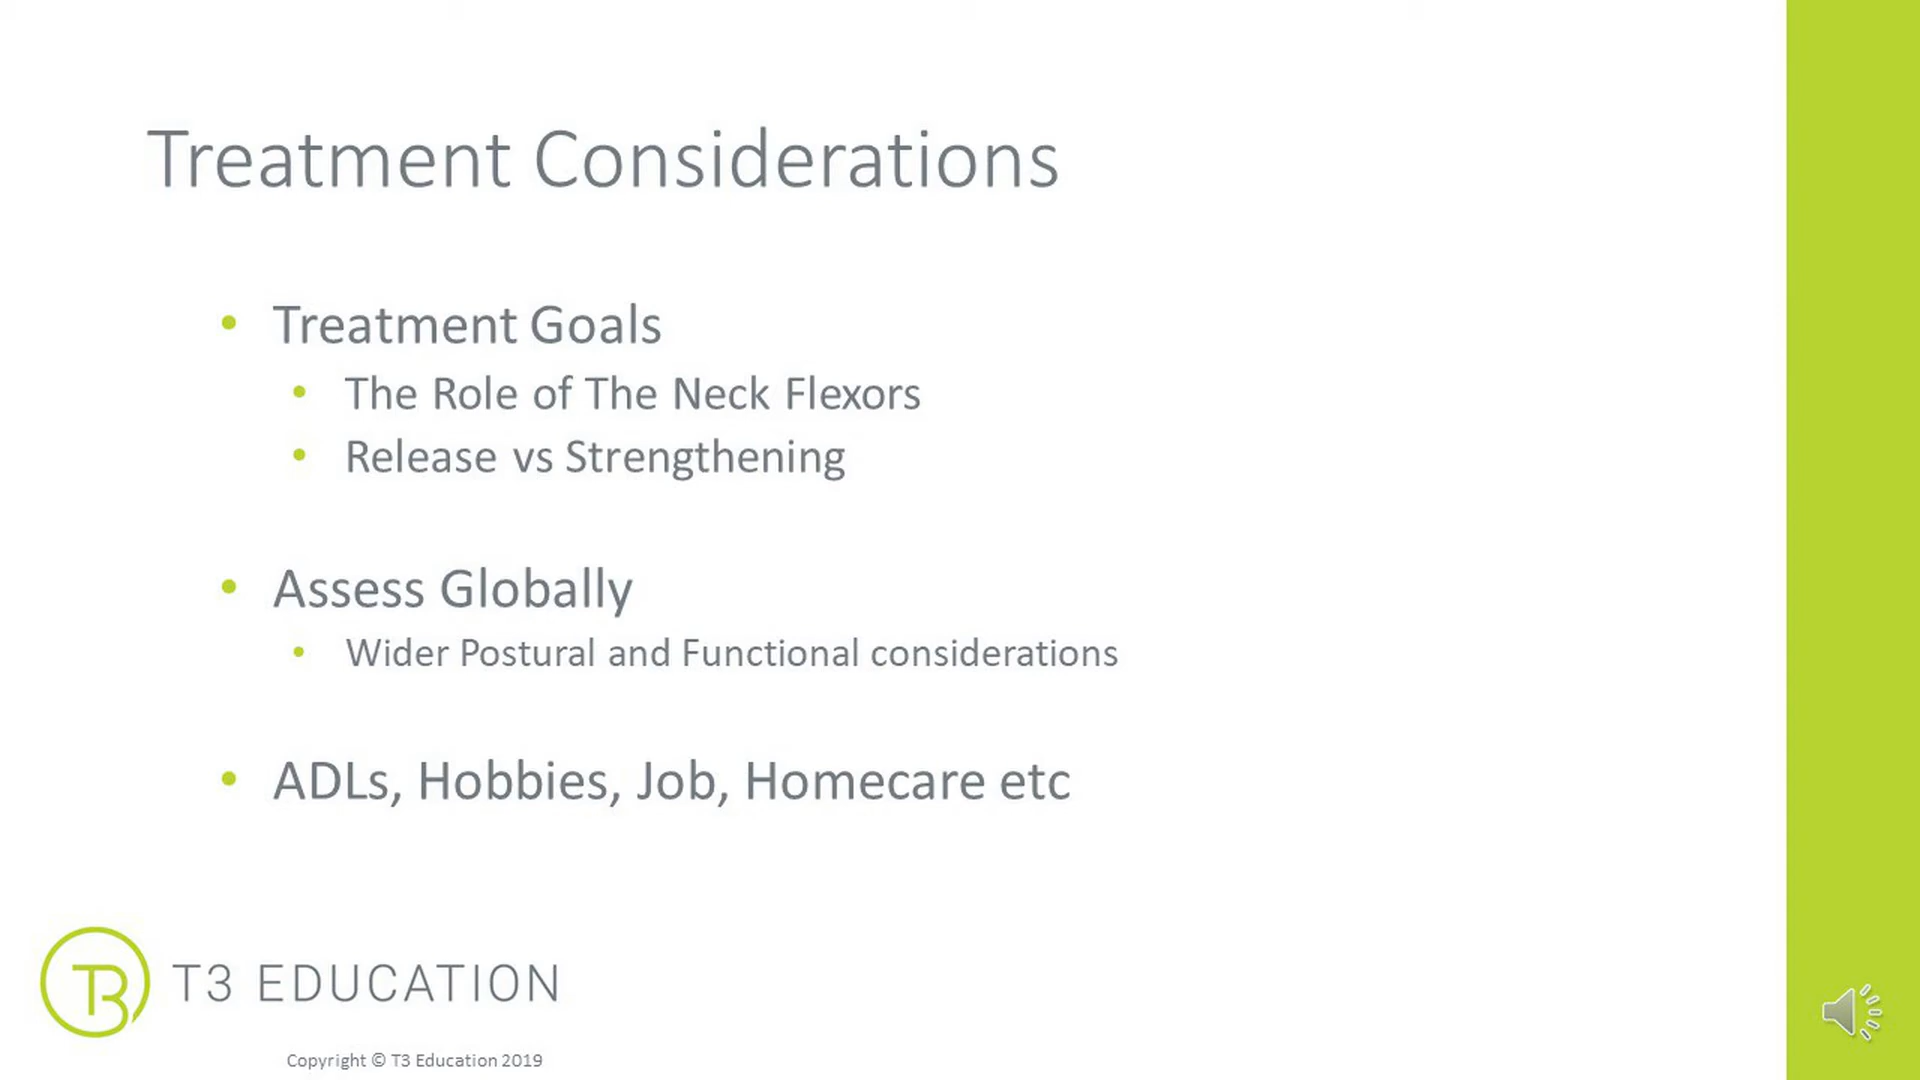 Treatment Considerations
• Treatment Goals
• The Role of The Neck Flexors
• Release vs Strengthening
• Assess Globally
• Wider Postural and Functional considerations
• ADLs, Hobbies, Job, Homecare etc
T3 T3 EDUCATION
Copyright © T3 Education 2019